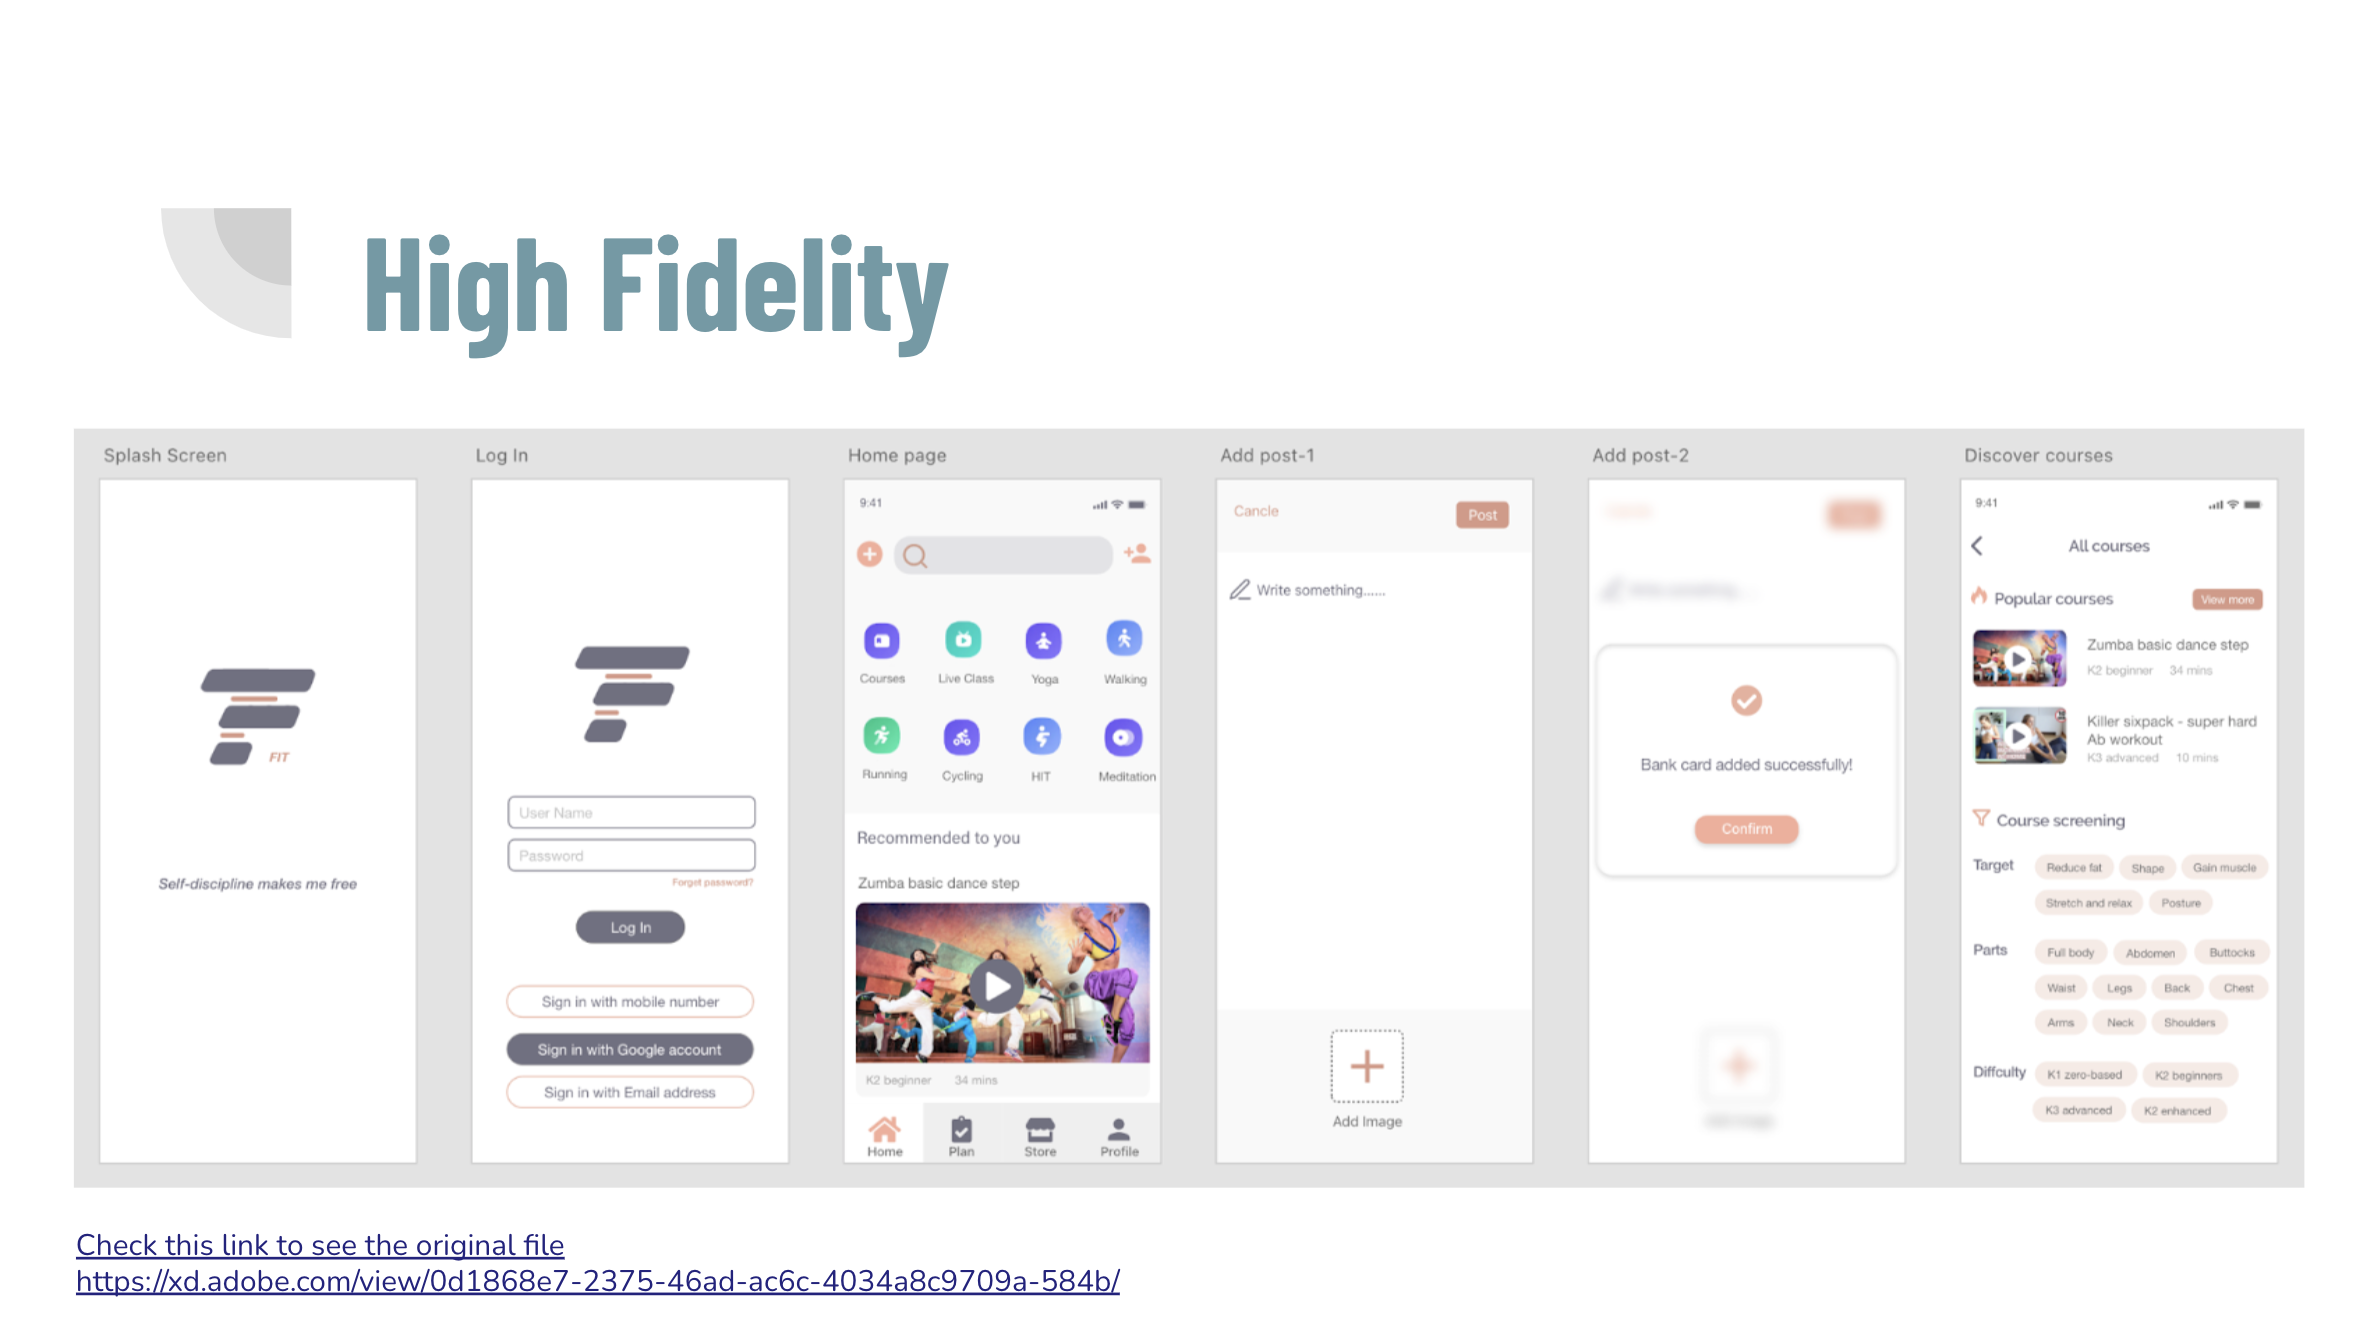 High Fidelity
Splash Screen
FIT
Self-discipline makes me free
Log In
User Name
Password
Forget password?
Log In
Sign in with mobile number
Sign in with Google account
Sign in with Email address
Home page
9:41
Courses Live Class Yoga Walking
Running Cycling HIT Meditation
Recommended to you
Zumba basic dance step
K2 beginner 34 mins
Home Plan Store Profile
Add post-1
Cancle Post
Write something......
Add Image
Add post-2
Bank card added successfully!
Confirm
Discover courses
9:41
All courses
Popular courses View more
Zumba basic dance step
K2 beginner 34 mins
Killer sixpack - super hard
Ab workout
K3 advanced 10 mins
Course screening
Target Reduce fat Shape Gain muscle
Stretch and relax Posture
Parts Full body Abdomen Buttocks
Waist Legs Back Chest
Arms Neck Shoulders
Diffculty K1 zero-based K2 beginners
K3 advanced K2 enhanced
Check this link to see the original file
https://xd.adobe.com/view/0d1868e7-2375-46ad-ac6c-4034a8c9709a-584b/